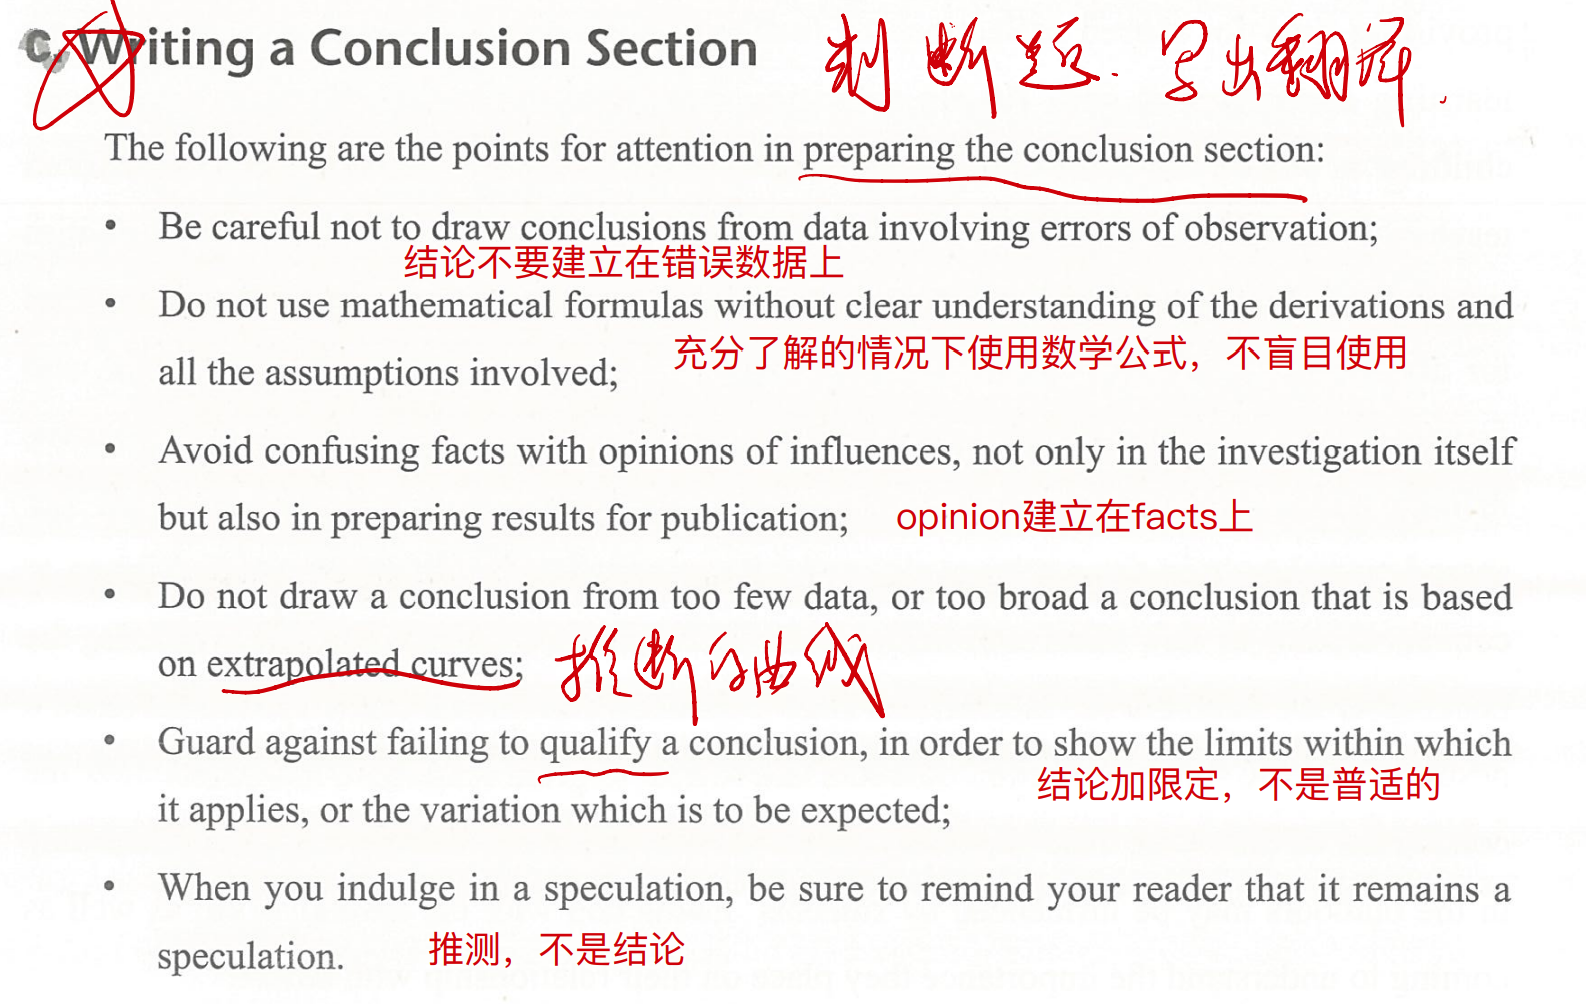 C Writing a Conclusion Section 判断题. 写出翻译.
The following are the points for attention in preparing the conclusion section:
• Be careful not to draw conclusions from data involving errors of observation;
结论不要建立在错误数据上
• Do not use mathematical formulas without clear understanding of the derivations and
充分了解的情况下使用数学公式，不盲目使用
all the assumptions involved;
• Avoid confusing facts with opinions of influences, not only in the investigation itself
but also in preparing results for publication; opinion建立在facts上
• Do not draw a conclusion from too few data, or too broad a conclusion that is based
on extrapolated curves; 推断的曲线
• Guard against failing to qualify a conclusion, in order to show the limits within which
结论加限定，不是普适的
it applies, or the variation which is to be expected;
• When you indulge in a speculation, be sure to remind your reader that it remains a
speculation. 推测，不是结论